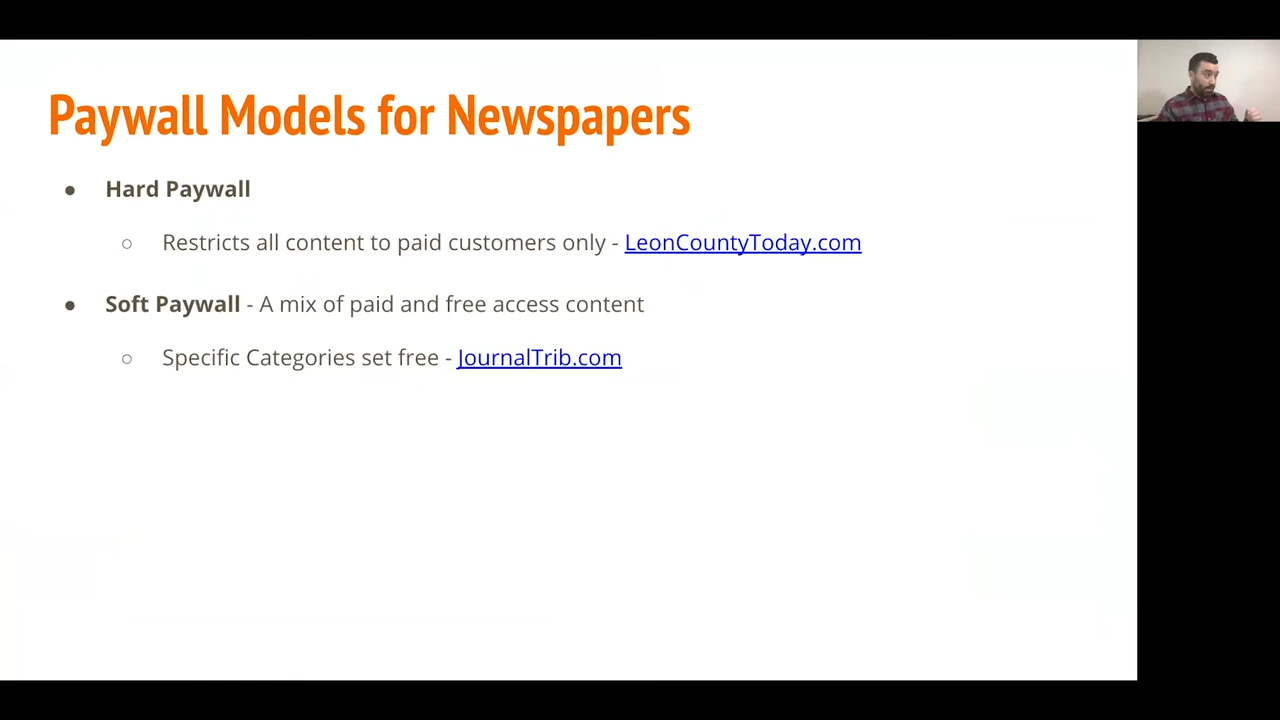 Paywall Models for Newspapers
● Hard Paywall
○ Restricts all content to paid customers only - LeonCountyToday.com
● Soft Paywall - A mix of paid and free access content
○ Specific Categories set free - JournalTrib.com